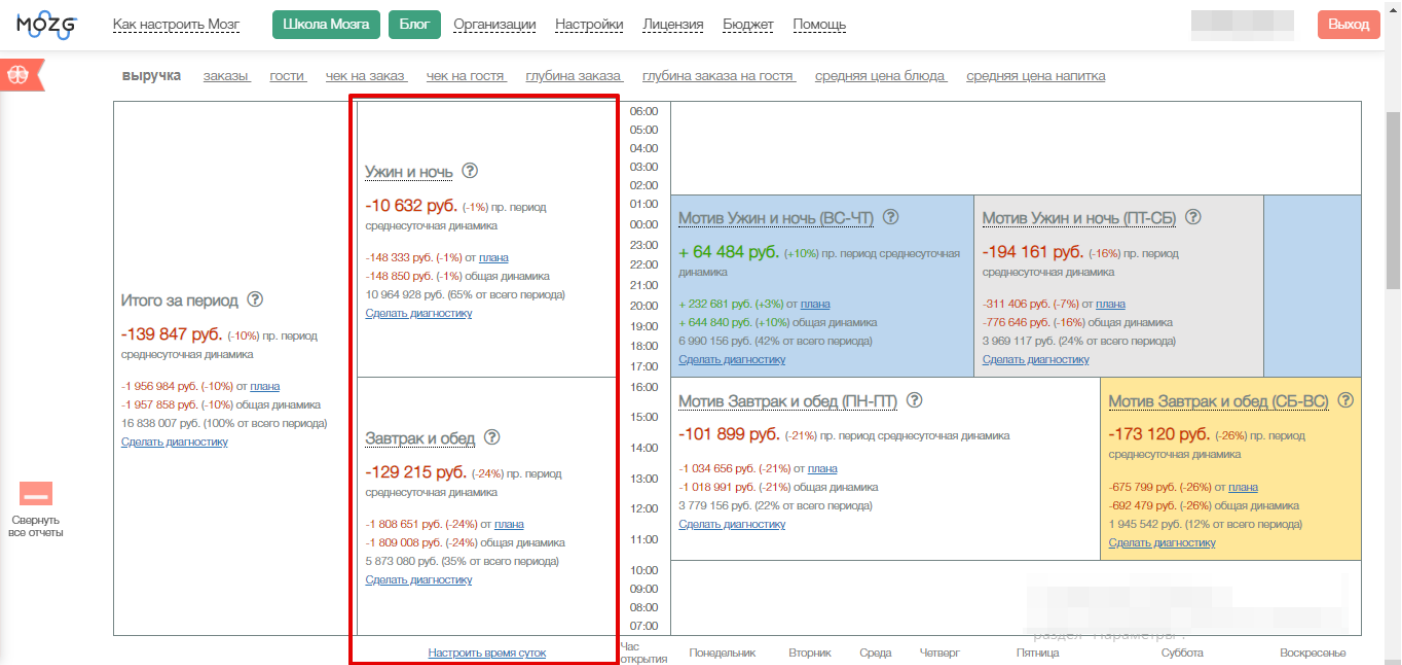 MOZG
Как настроить Мозг
Школа Мозга
Блог
Организации
Настройки
Лицензия
Бюджет
Помощь
Выход
выручка
заказы
гости
чек на заказ
чек на гостя
глубина заказа
глубина заказа на гостя
средняя цена блюда
средняя цена напитка
Итого за период ?
-139 847 руб. (-10%) пр. период
среднесуточная динамика
-1 956 984 руб. (-10%) от плана
-1 957 858 руб. (-10%) общая динамика
16 838 007 руб. (100% от всего периода)
Сделать диагностику
Ужин и ночь ?
-10 632 руб. (-1%) пр. период
среднесуточная динамика
-148 333 руб. (-1%) от плана
-148 850 руб. (-1%) общая динамика
10 964 928 руб. (65% от всего периода)
Сделать диагностику
Завтрак и обед ?
-129 215 руб. (-24%) пр. период
среднесуточная динамика
-1 808 651 руб. (-24%) от плана
-1 809 008 руб. (-24%) общая динамика
5 873 080 руб. (35% от всего периода)
Сделать диагностику
Настроить время суток
06:00
05:00
04:00
03:00
02:00
01:00
00:00
23:00
22:00
21:00
20:00
19:00
18:00
17:00
16:00
15:00
14:00
13:00
12:00
11:00
10:00
09:00
08:00
07:00
Час
открытия
Мотив Ужин и ночь (ВС-ЧТ) ?
+ 64 484 руб. (+10%) пр. период среднесуточная
динамика
+ 232 681 руб. (+3%) от плана
+ 644 840 руб. (+10%) общая динамика
6 990 156 руб. (42% от всего периода)
Сделать диагностику
Мотив Ужин и ночь (ПТ-СБ) ?
-194 161 руб. (-16%) пр. период
среднесуточная динамика
-311 406 руб. (-7%) от плана
-776 646 руб. (-16%) общая динамика
3 969 117 руб. (24% от всего периода)
Сделать диагностику
Мотив Завтрак и обед (ПН-ПТ) ?
-101 899 руб. (-21%) пр. период среднесуточная динамика
-1 034 656 руб. (-21%) от плана
-1 018 991 руб. (-21%) общая динамика
3 779 156 руб. (22% от всего периода)
Сделать диагностику
Мотив Завтрак и обед (СБ-ВС) ?
-173 120 руб. (-26%) пр. период
среднесуточная динамика
-675 799 руб. (-26%) от плана
-692 479 руб. (-26%) общая динамика
1 945 542 руб. (12% от всего периода)
Сделать диагностику
раздел "Параметры".
Понедельник
Вторник
Среда
Четверг
Пятница
Суббота
Воскресенье
Свернуть
все отчеты